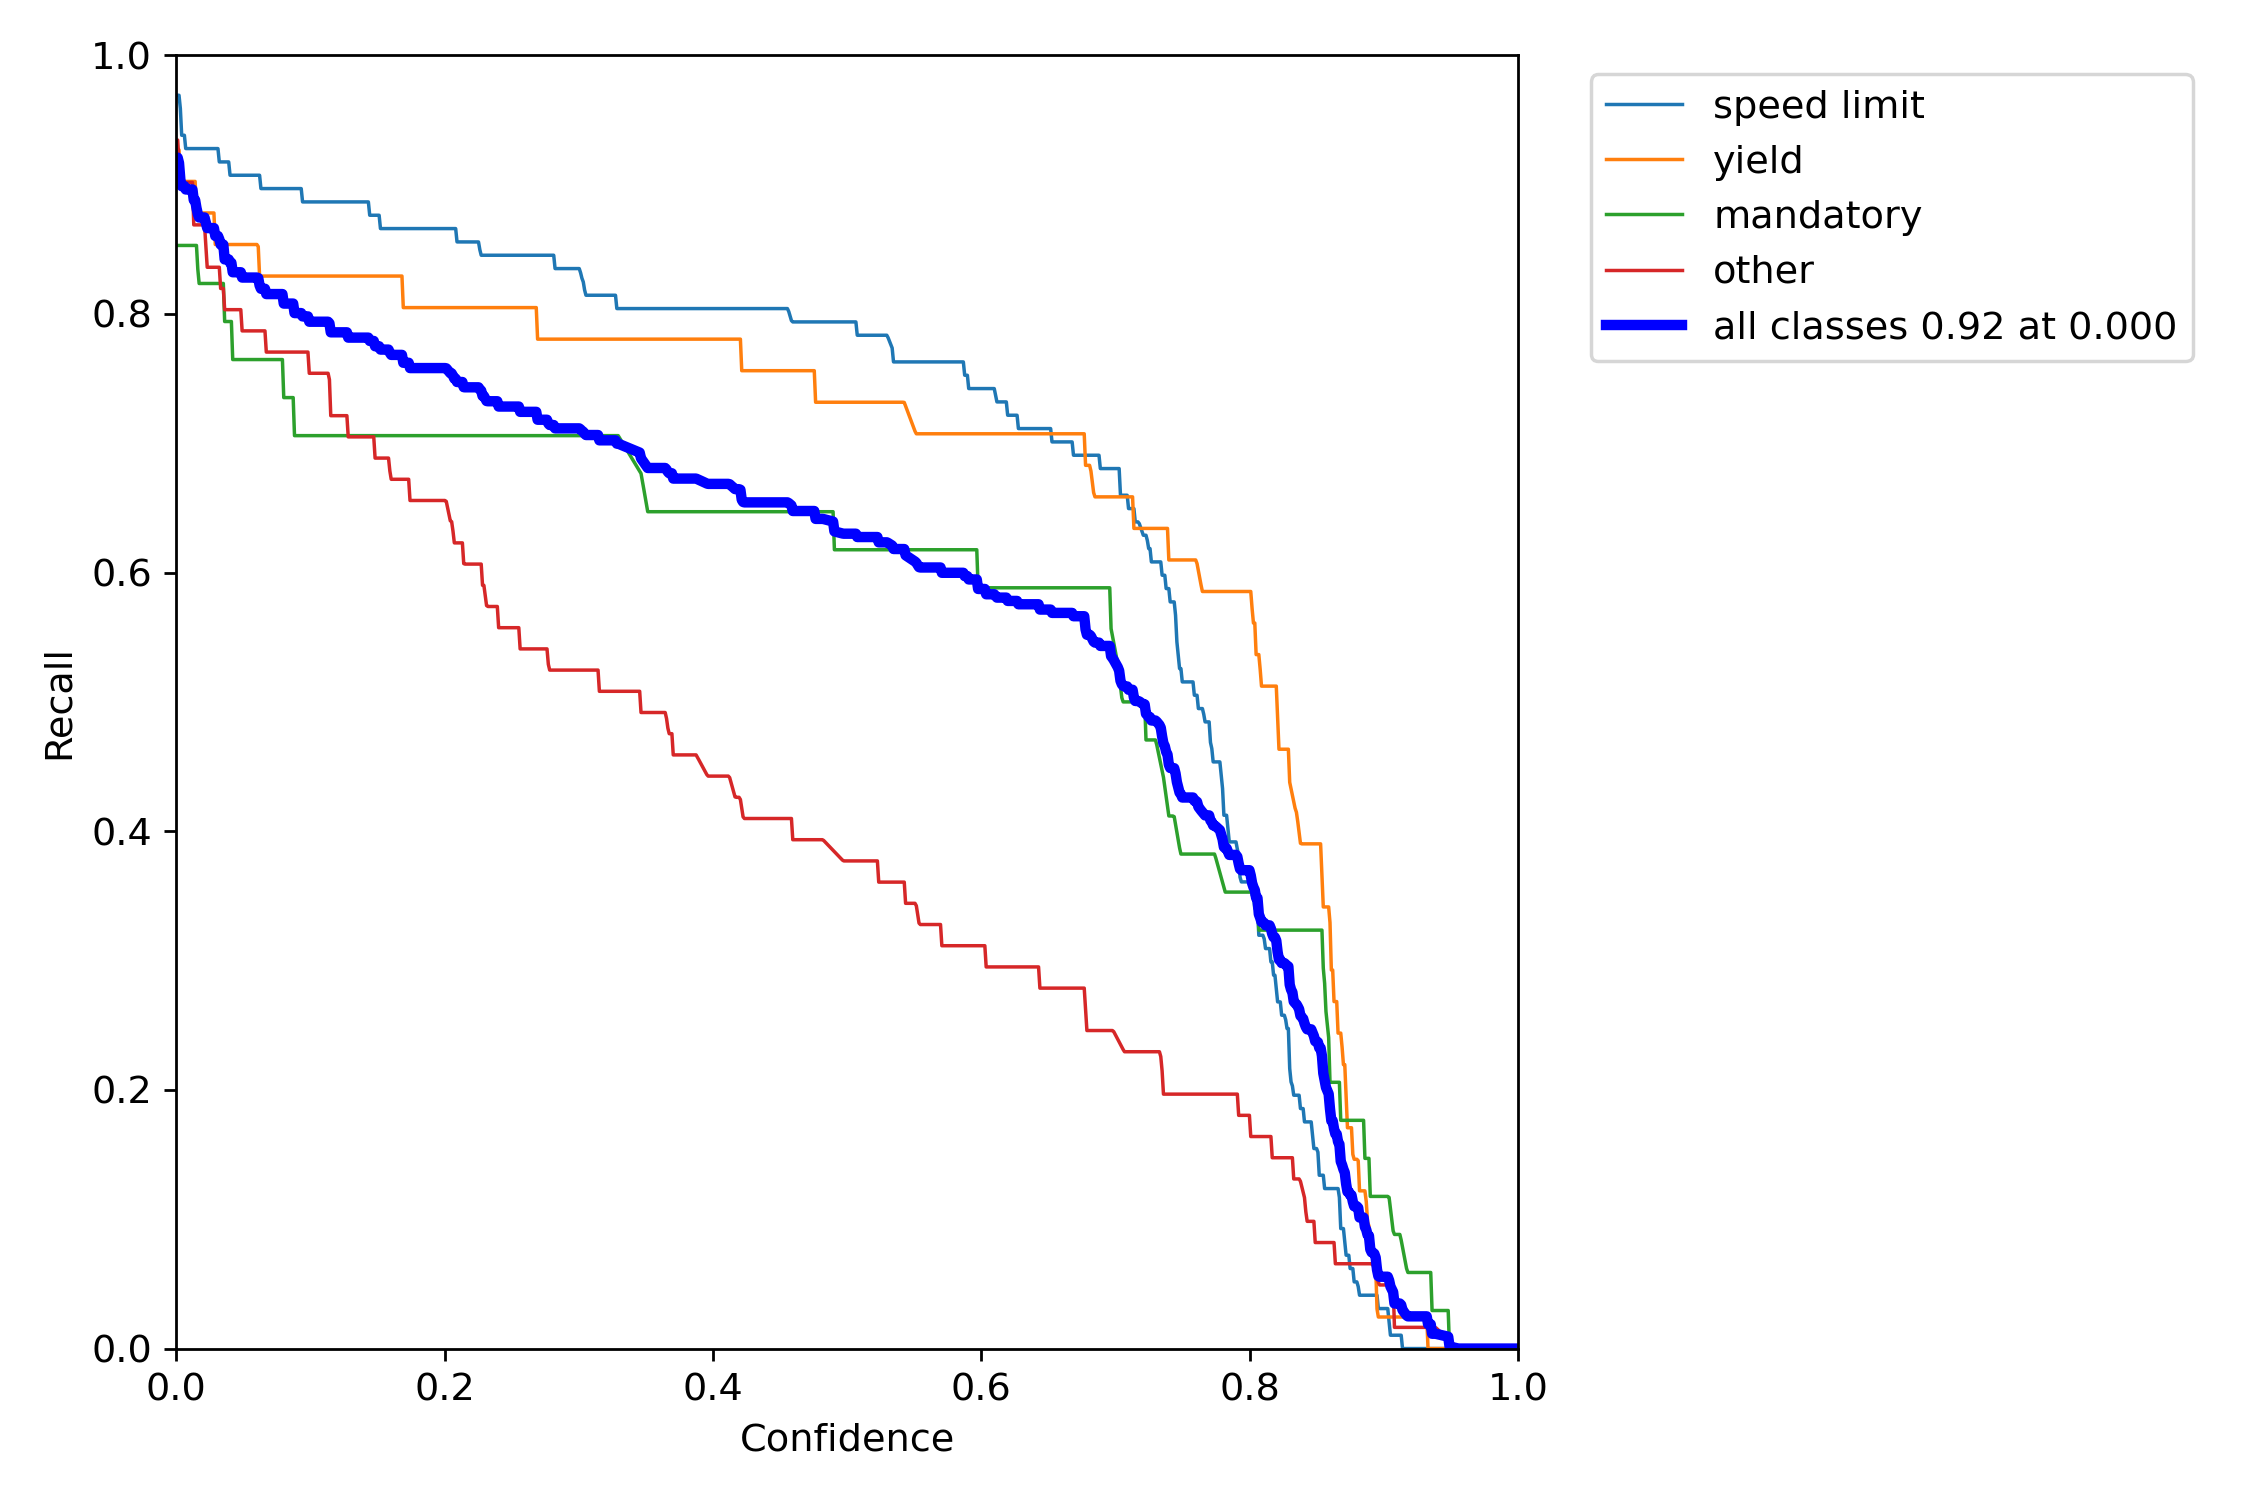 1.0
0.8
0.6
0.4
0.2
0.0
Recall
0.0 0.2 0.4 0.6 0.8 1.0
Confidence
speed limit
yield
mandatory
other
all classes 0.92 at 0.000